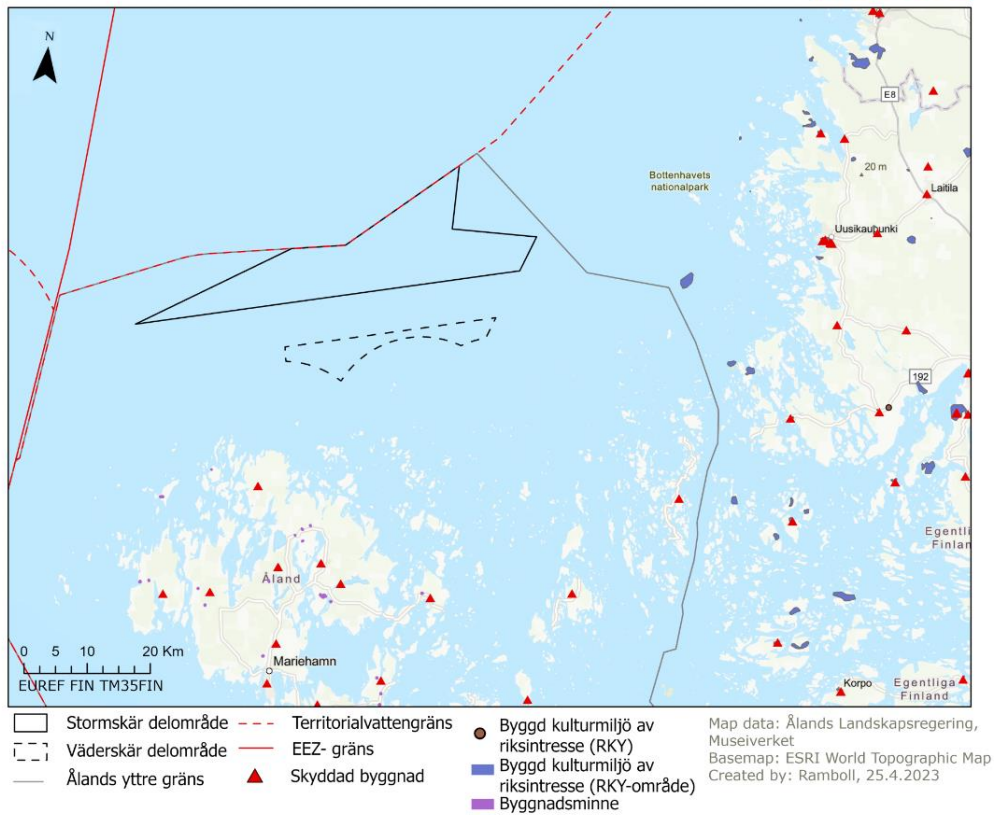 N
E8
20 m
Bottenhavets
nationalpark
Laitila
Uusikaupunki
192
Egentli
Finlan
Åland
0 5 10 20 Km
Mariehamn
EUREF FIN TM35FIN
Korpo
Egentliga
Finland
Stormskär delområde
Väderskär delområde
Ålands yttre gräns
Territorialvattengräns
EEZ- gräns
Skyddad byggnad
Byggd kulturmiljö av
riksintresse (RKY)
Byggd kulturmiljö av
riksintresse (RKY-område)
Byggnadsminne
Map data: Ålands Landskapsregering,
Museiverket
Basemap: ESRI World Topographic Map
Created by: Ramboll, 25.4.2023